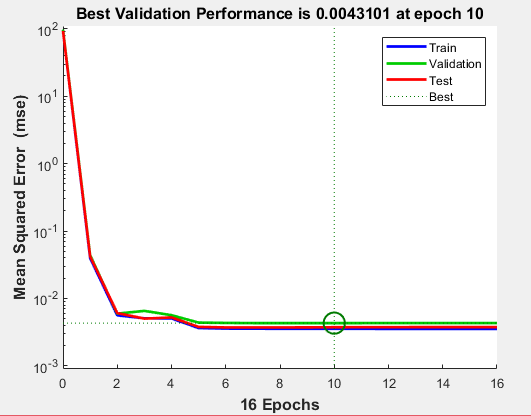 Best Validation Performance is 0.0043101 at epoch 10
Mean Squared Error (mse)
10^2
10^1
10^0
10^-1
10^-2
10^-3
Train
Validation
Test
Best
0 2 4 6 8 10 12 14 16
16 Epochs